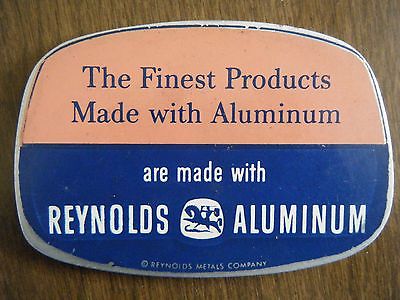 The Finest Products
Made with Aluminum
are made with
REYNOLDS ALUMINUM
© REYNOLDS METALS COMPANY